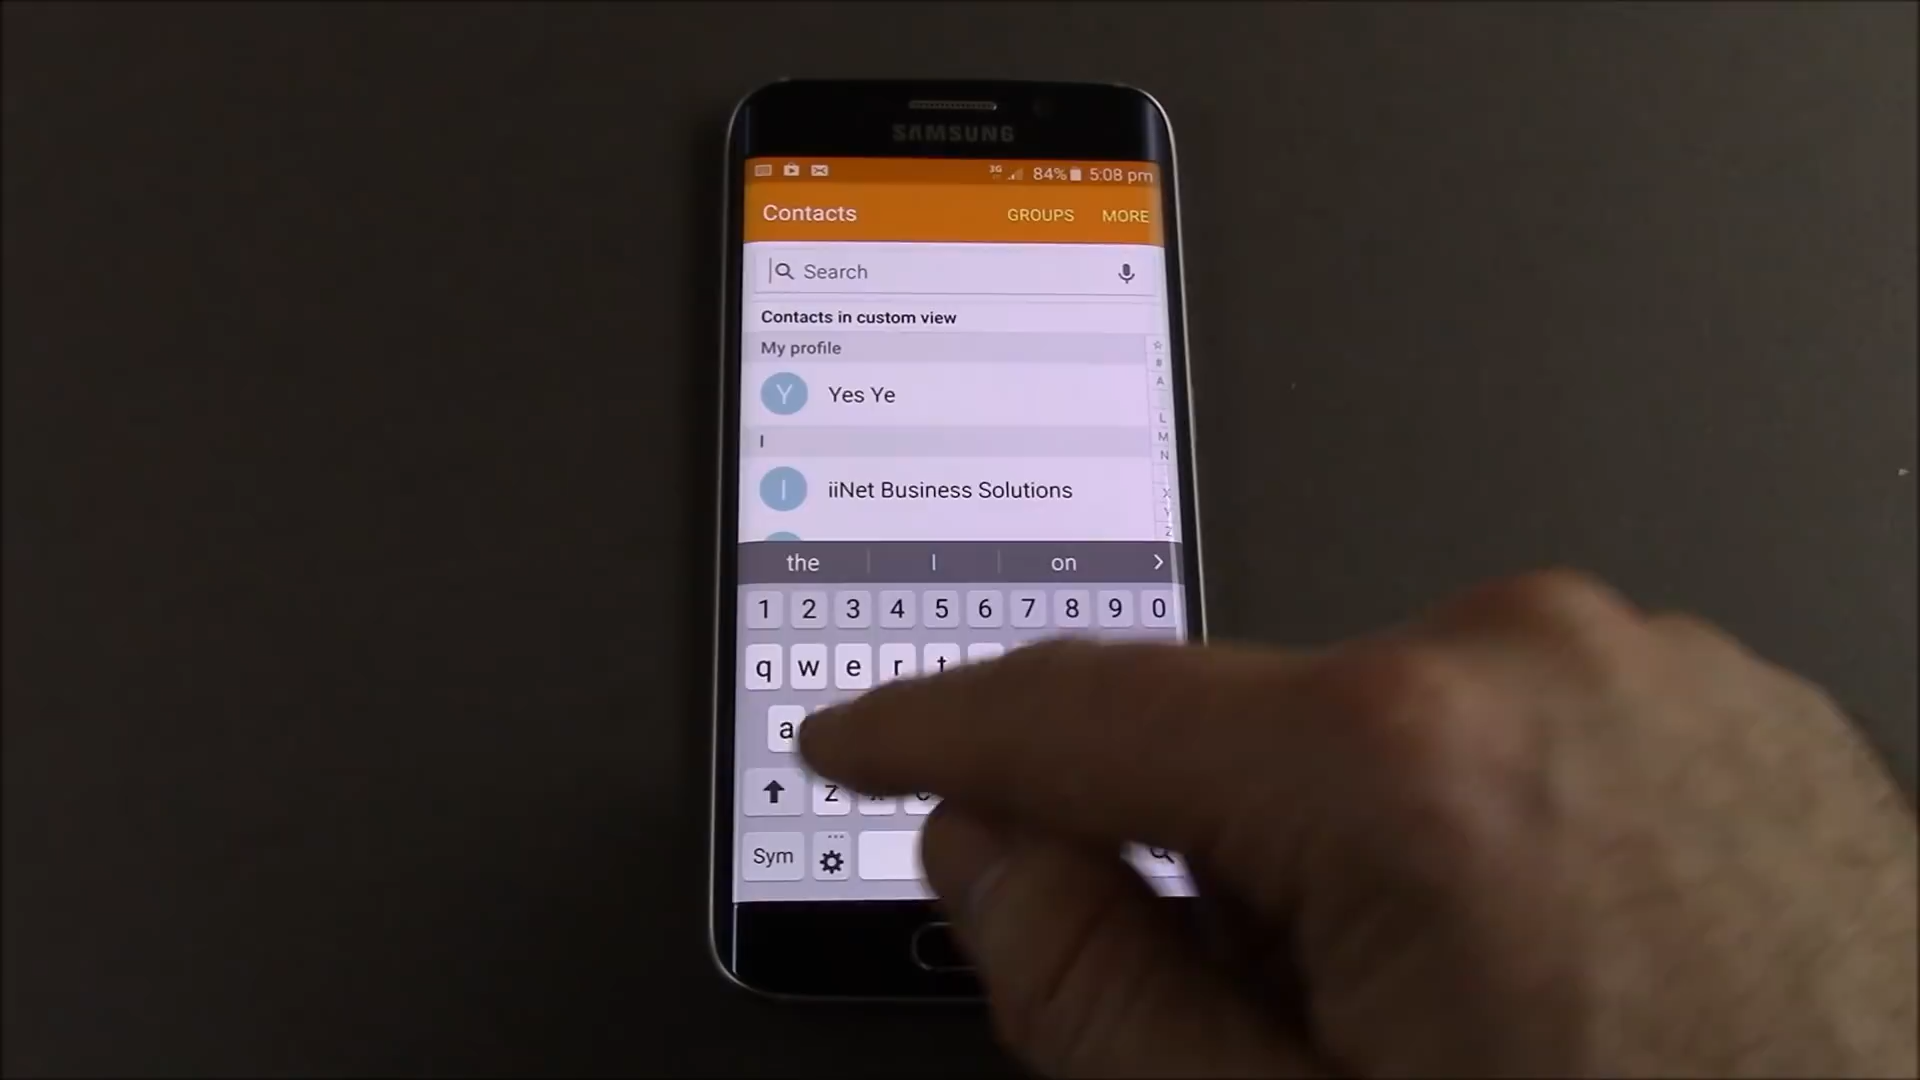 SAMSUNG
3G 84% 5:08 pm
Contacts GROUPS MORE
Search
Contacts in custom view
My profile
Y Yes Ye
I
I iiNet Business Solutions
☆
#
A
L
M
N
X
Y
Z
the I on >
1 2 3 4 5 6 7 8 9 0
q w e r t
a
z x c
Sym